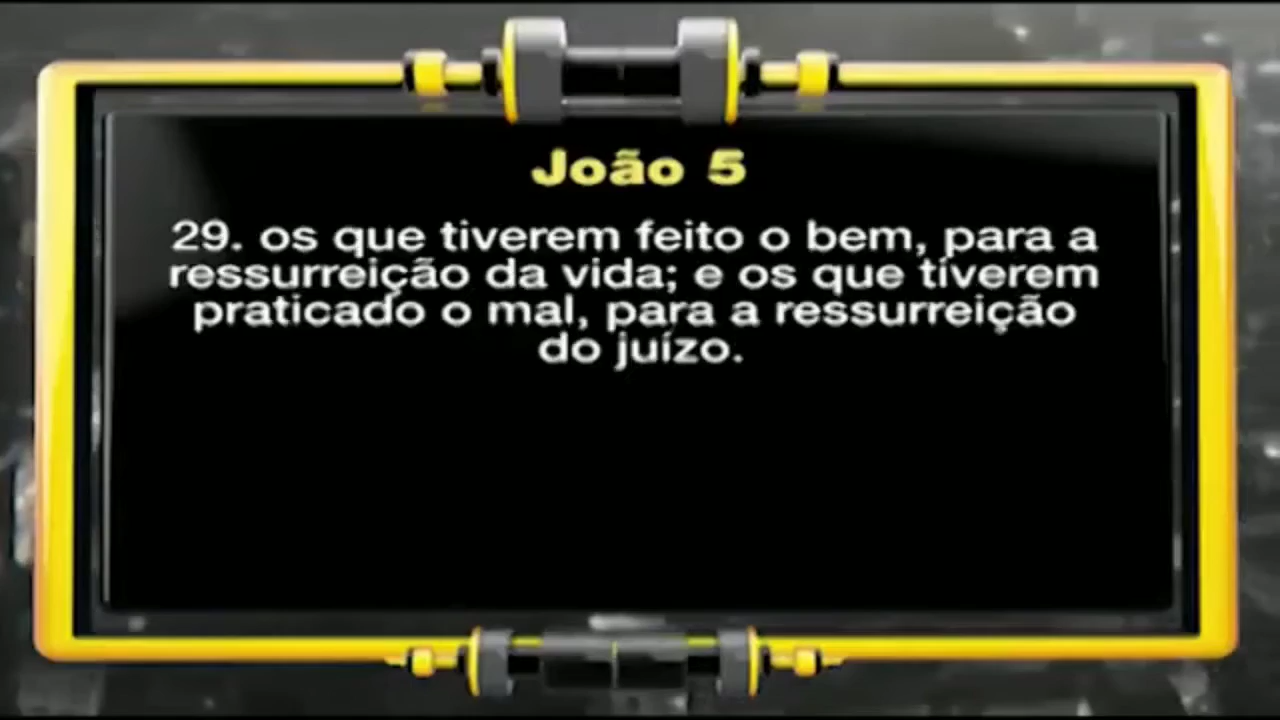 João 5
29. os que tiverem feito o bem, para a
ressurreição da vida; e os que tiverem
praticado o mal, para a ressurreição
do juízo.